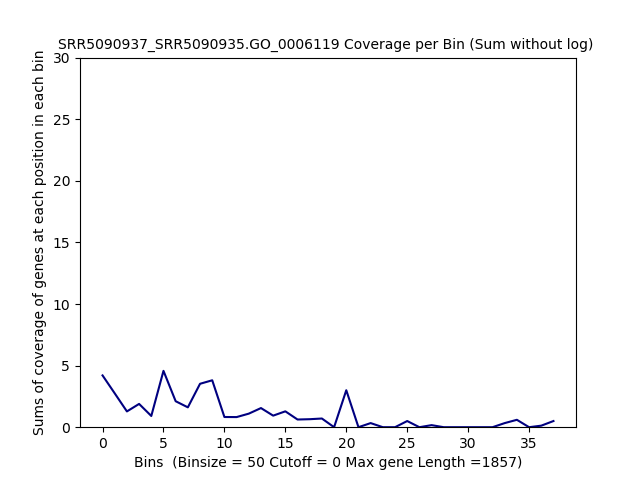 SRR5090937_SRR5090935.GO_0006119 Coverage per Bin (Sum without log)
Sums of coverage of genes at each position in each bin
30
25
20
15
10
5
0
0 5 10 15 20 25 30 35
Bins  (Binsize = 50 Cutoff = 0 Max gene Length =1857)